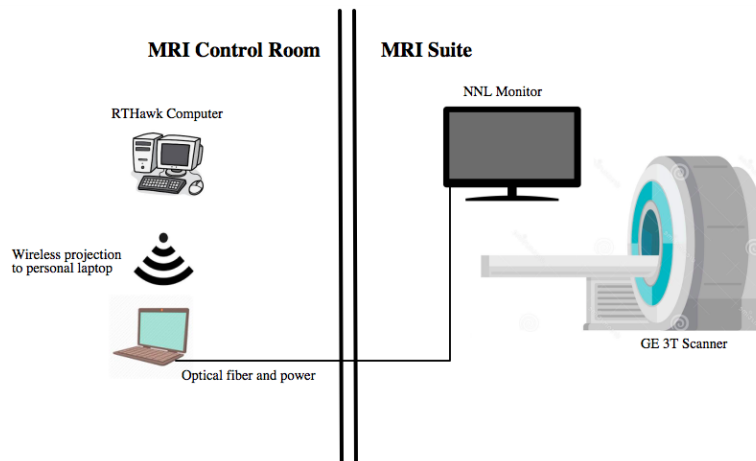 MRI Control Room
MRI Suite
NNL Monitor
RTHawk Computer
Wireless projection
to personal laptop
GE 3T Scanner
Optical fiber and power